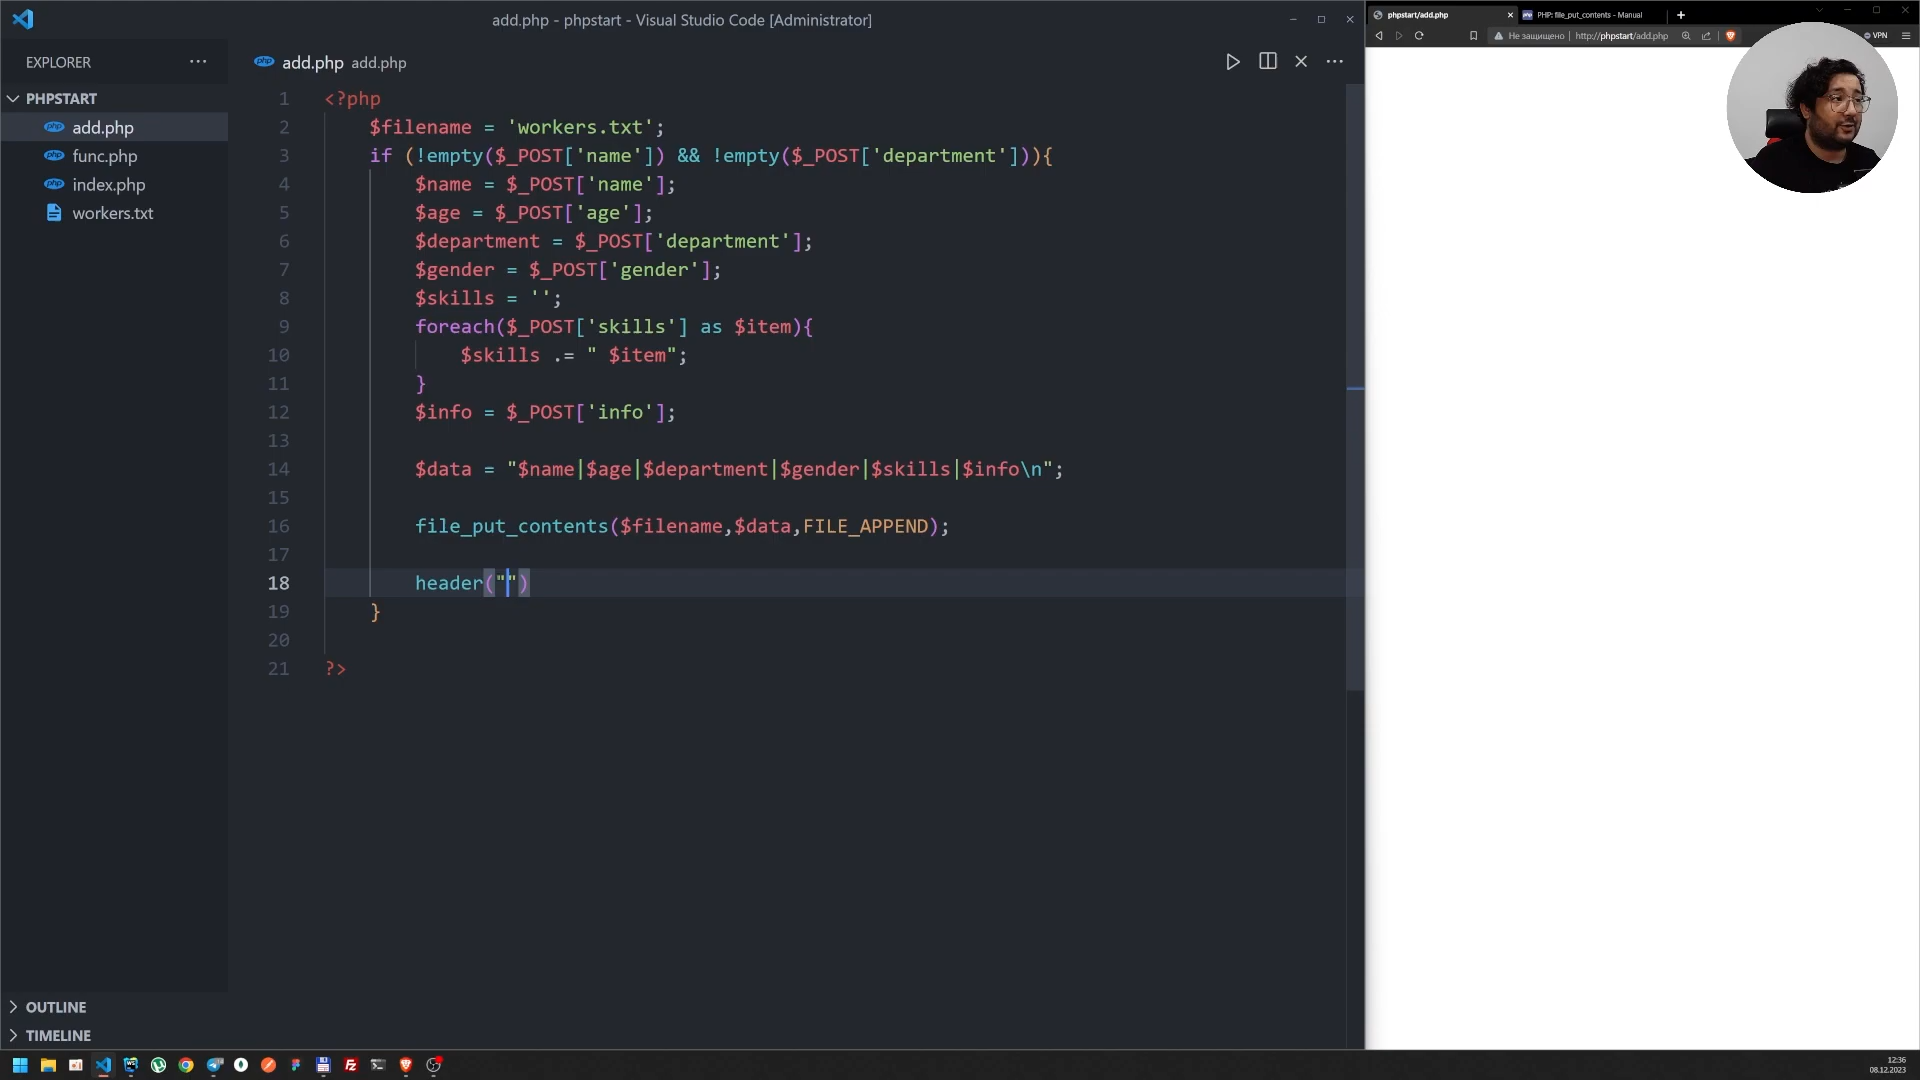 add.php - phpstart - Visual Studio Code [Administrator]
EXPLORER
PHPSTART
add.php
func.php
index.php
workers.txt
OUTLINE
TIMELINE
add.php add.php
1 <?php
2 $filename = 'workers.txt';
3 if (!empty($_POST['name']) && !empty($_POST['department'])){
4 $name = $_POST['name'];
5 $age = $_POST['age'];
6 $department = $_POST['department'];
7 $gender = $_POST['gender'];
8 $skills = '';
9 foreach($_POST['skills'] as $item){
10 $skills .= " $item";
11 }
12 $info = $_POST['info'];
13
14 $data = "$name|$age|$department|$gender|$skills|$info\n";
15
16 file_put_contents($filename,$data,FILE_APPEND);
17
18 header("")
19 }
20
21 ?>
phpstart/add.php
PHP: file_put_contents - Manual
Не защищено http://phpstart/add.php
VPN
12:36
08.12.2023